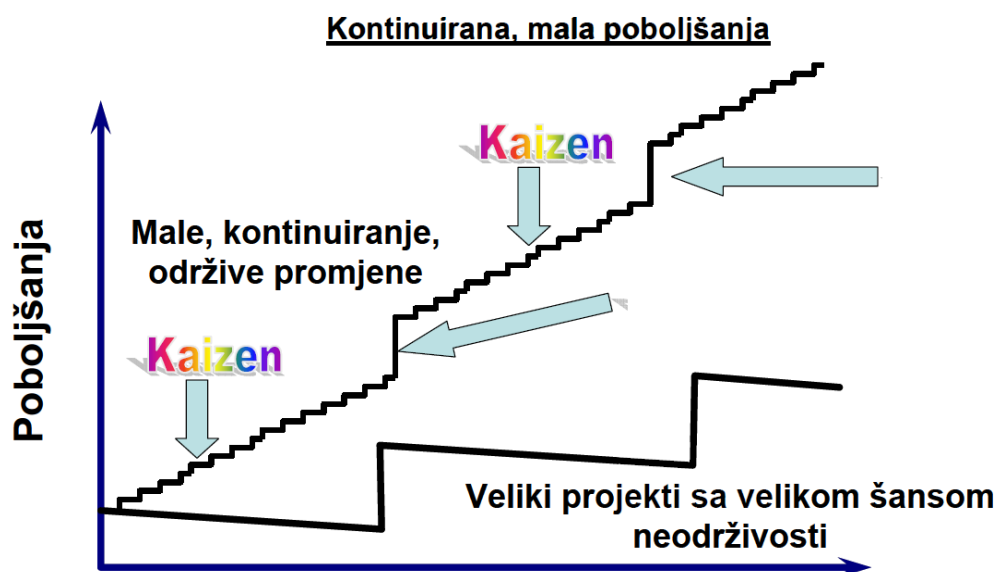 Kontinuirana, mala poboljšanja
Kaizen
Male, kontinuiranje,
održive promjene
Kaizen
Poboljšanja
Veliki projekti sa velikom šansom
neodrživosti